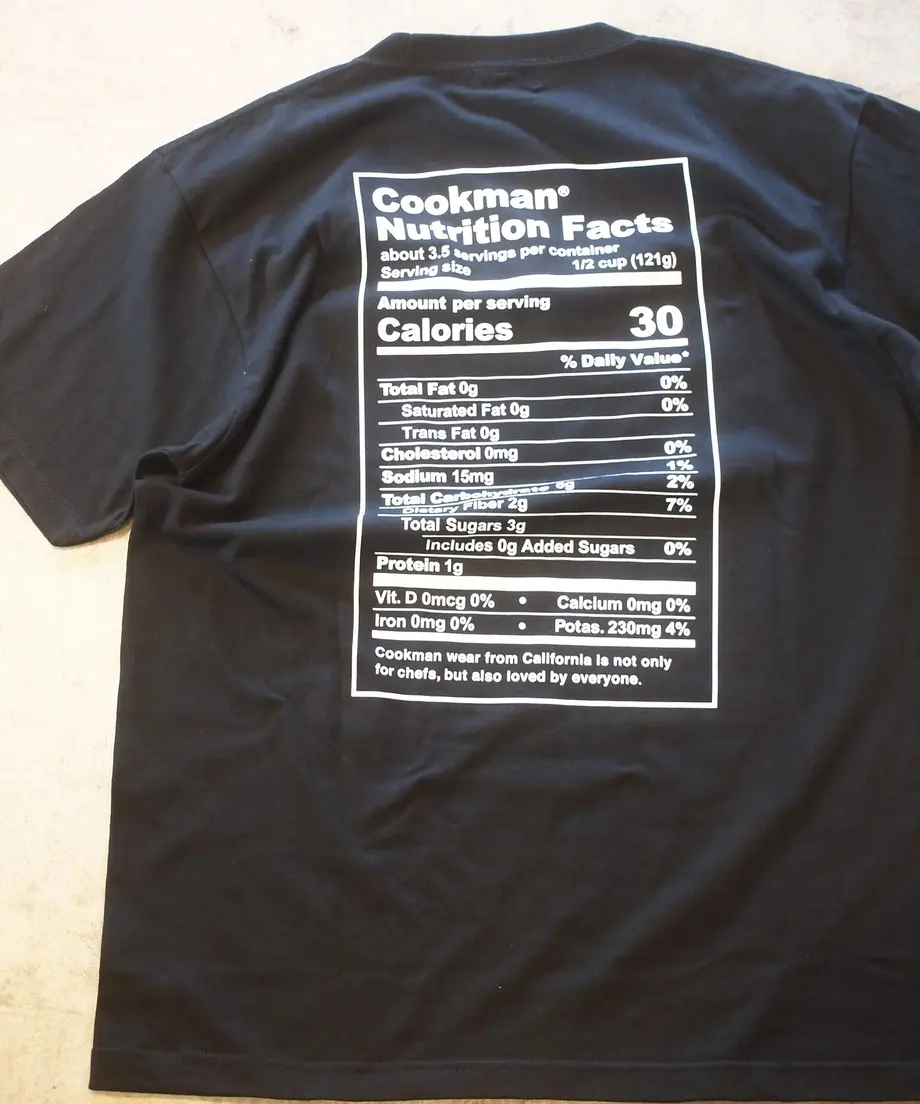 Cookman®
Nutrition Facts
about 3.5 servings per container
Serving size 1/2 cup (121g)
Amount per serving
Calories 30
% Daily Value*
Total Fat 0g 0%
Saturated Fat 0g 0%
Trans Fat 0g
Cholesterol 0mg 0%
Sodium 15mg 1%
Total Carbohydrate 6g 2%
Dietary Fiber 2g 7%
Total Sugars 3g
Includes 0g Added Sugars 0%
Protein 1g
Vit. D 0mcg 0% • Calcium 0mg 0%
Iron 0mg 0% • Potas. 230mg 4%
Cookman wear from California is not only
for chefs, but also loved by everyone.